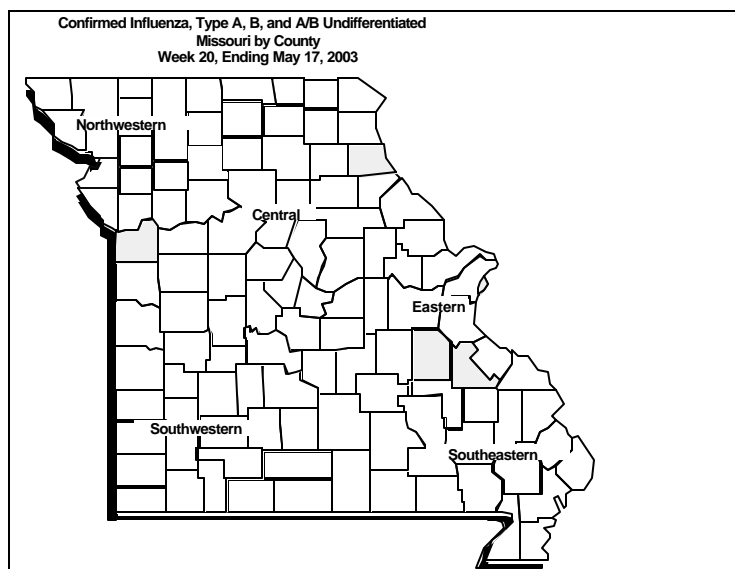 Confirmed Influenza, Type A, B, and A/B Undifferentiated
Missouri by County
Week 20, Ending May 17, 2003
Northwestern
Central
Eastern
Southwestern
Southeastern